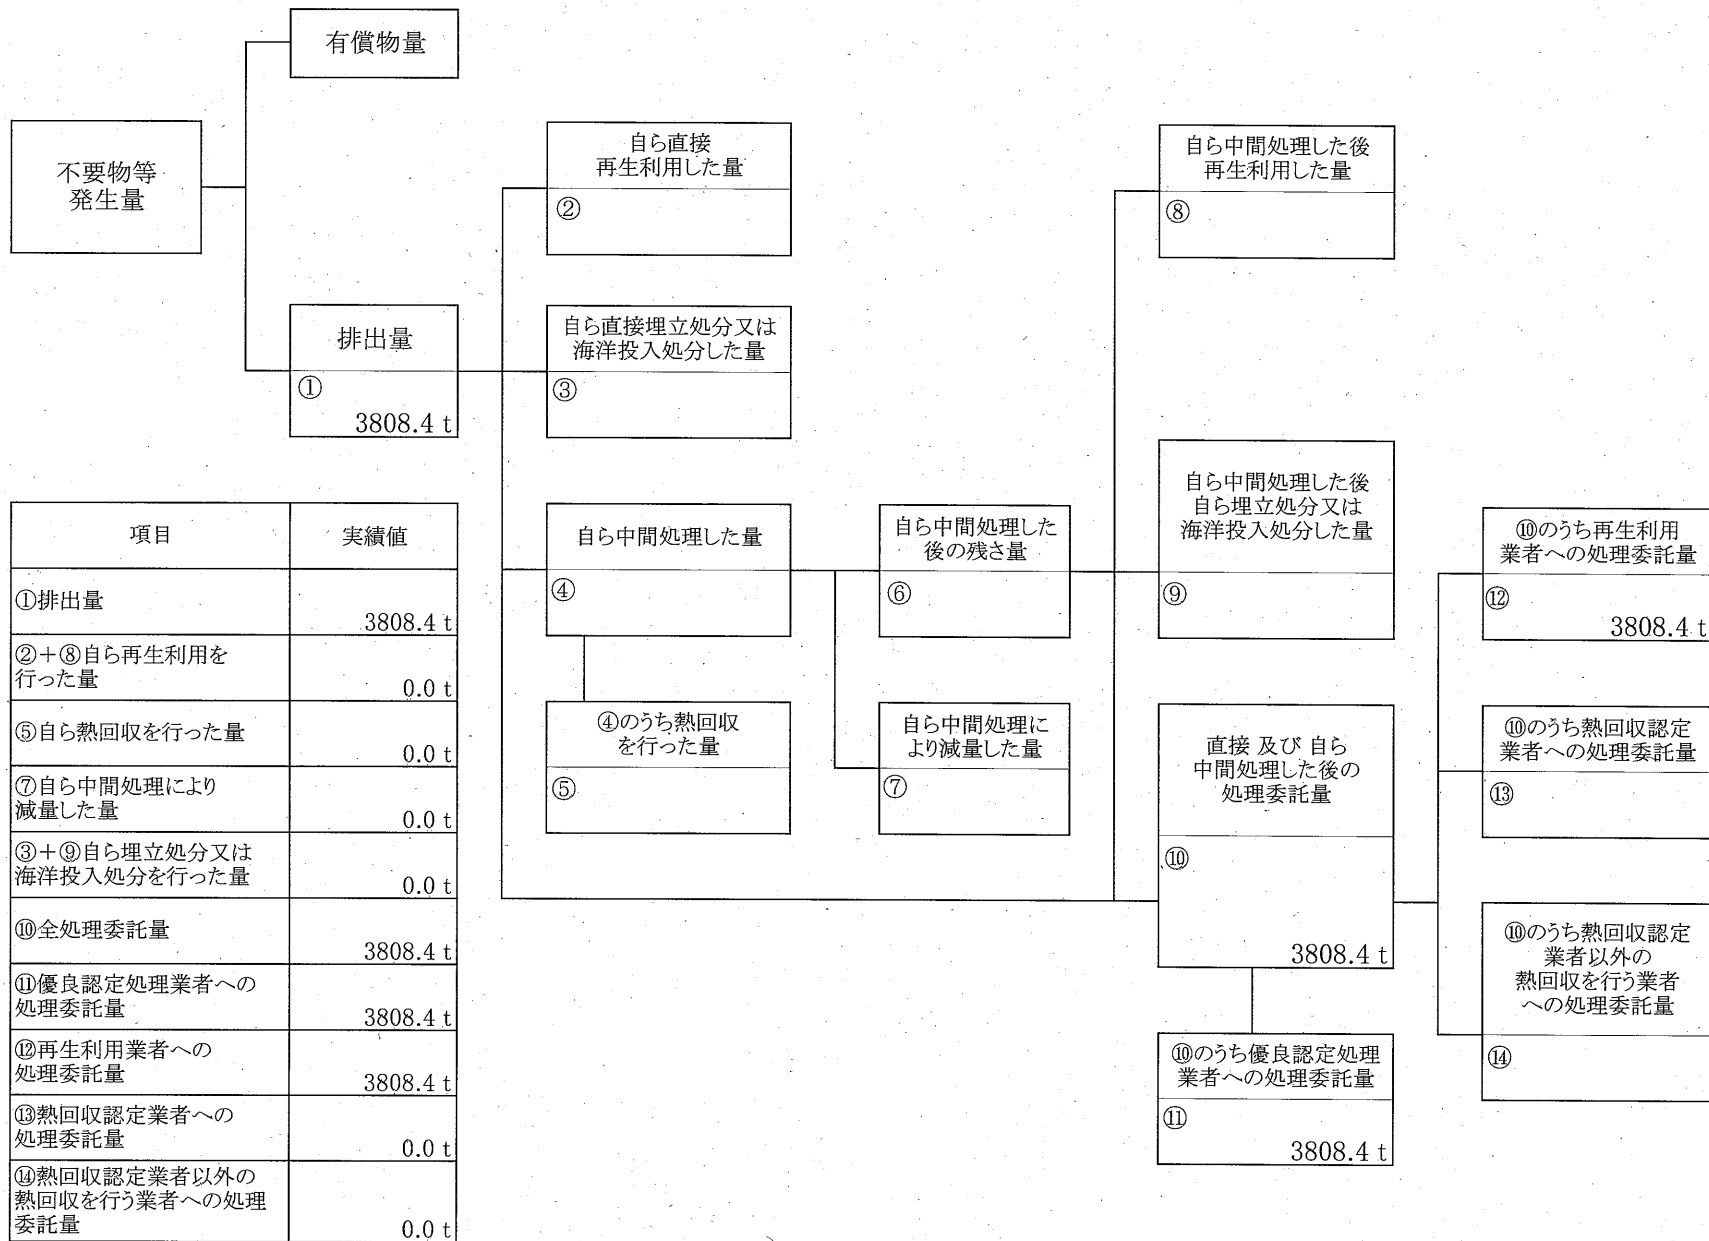 有償物量
不要物等
発生量
排出量
①
3808.4 t
自ら直接
再生利用した量
②
自ら直接埋立処分又は
海洋投入処分した量
③
自ら中間処理した量
④
④のうち熱回収
を行った量
⑤
自ら中間処理した
後の残さ量
⑥
自ら中間処理に
より減量した量
⑦
自ら中間処理した後
再生利用した量
⑧
自ら中間処理した後
自ら埋立処分又は
海洋投入処分した量
⑨
直接 及び 自ら
中間処理した後の
処理委託量
⑩
3808.4 t
⑩のうち優良認定処理
業者への処理委託量
⑪
3808.4 t
⑩のうち再生利用
業者への処理委託量
⑫
3808.4 t
⑩のうち熱回収認定
業者への処理委託量
⑬
⑩のうち熱回収認定
業者以外の
熱回収を行う業者
への処理委託量
⑭
項目
実績値
①排出量
3808.4 t
②+⑧自ら再生利用を
行った量
0.0 t
⑤自ら熱回収を行った量
0.0 t
⑦自ら中間処理により
減量した量
0.0 t
③+⑨自ら埋立処分又は
海洋投入処分を行った量
0.0 t
⑩全処理委託量
3808.4 t
⑪優良認定処理業者への
処理委託量
3808.4 t
⑫再生利用業者への
処理委託量
3808.4 t
⑬熱回収認定業者への
処理委託量
0.0 t
⑭熱回収認定業者以外の
熱回収を行う業者への処理
委託量
0.0 t